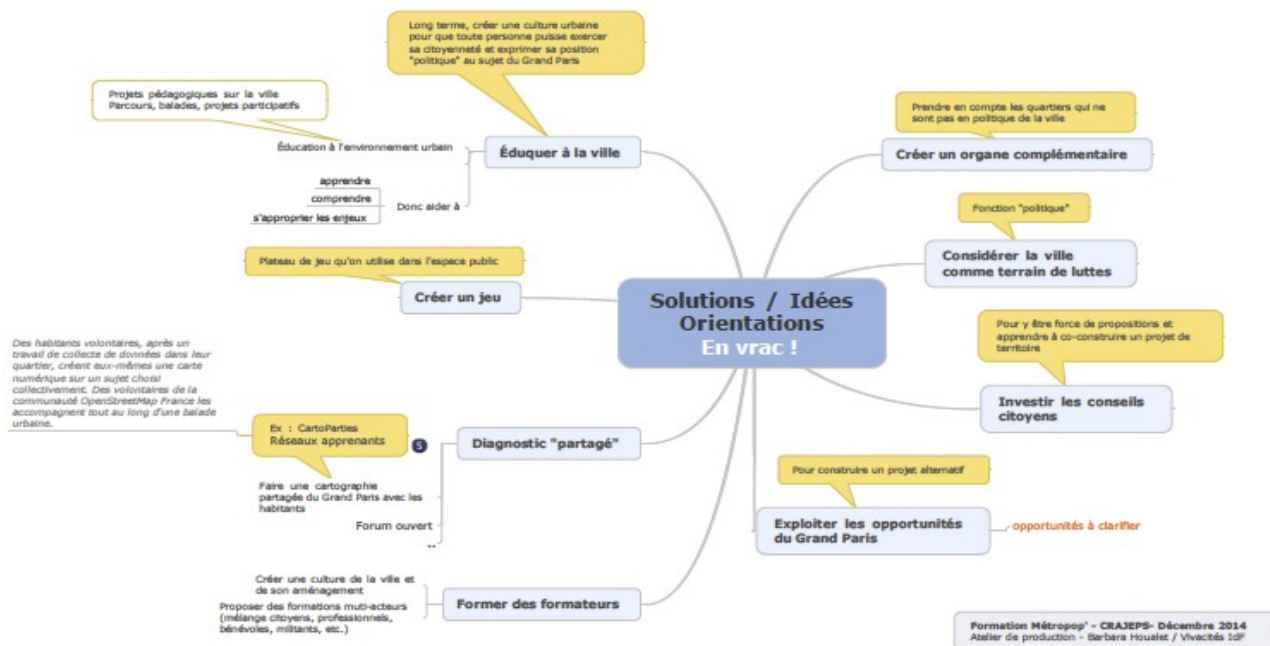 Long terme, créer une culture urbaine
pour que toute personne puisse exercer
sa citoyenneté et exprimer sa position
"politique" au sujet du Grand Paris
Projets pédagogiques sur la ville
Parcours, balades, projets participatifs
Éducation à l'environnement urbain
Éduquer à la ville
apprendre
comprendre
s'approprier les enjeux
Donc aider à
Plateau de jeu qu'on utilise dans l'espace public
Créer un jeu
Des habitants volontaires, après un
travail de collecte de données dans leur
quartier, créent eux-mêmes une carte
numérique sur un sujet choisi
collectivement. Des volontaires de la
communauté OpenStreetMap France les
accompagnent tout au long d'une balade
urbaine.
Ex : CartoParties
Réseaux apprenants
S
Diagnostic "partagé"
Faire une cartographie
partagée du Grand Paris avec les
habitants
Forum ouvert
..
Créer une culture de la ville et
de son aménagement
Proposer des formations muti-acteurs
(mélange citoyens, professionnels,
bénévoles, militants, etc.)
Former des formateurs
Solutions / Idées
Orientations
En vrac !
Prendre en compte les quartiers qui ne
sont pas en politique de la ville
Créer un organe complémentaire
Fonction "politique"
Considérer la ville
comme terrain de luttes
Pour y être force de propositions et
apprendre à co-construire un projet de
territoire
Investir les conseils
citoyens
Pour construire un projet alternatif
Exploiter les opportunités
du Grand Paris
opportunités à clarifier
Formation Métropop' - CRAJEPS- Décembre 2014
Atelier de production - Barbara Houalet / Vivacités IdF